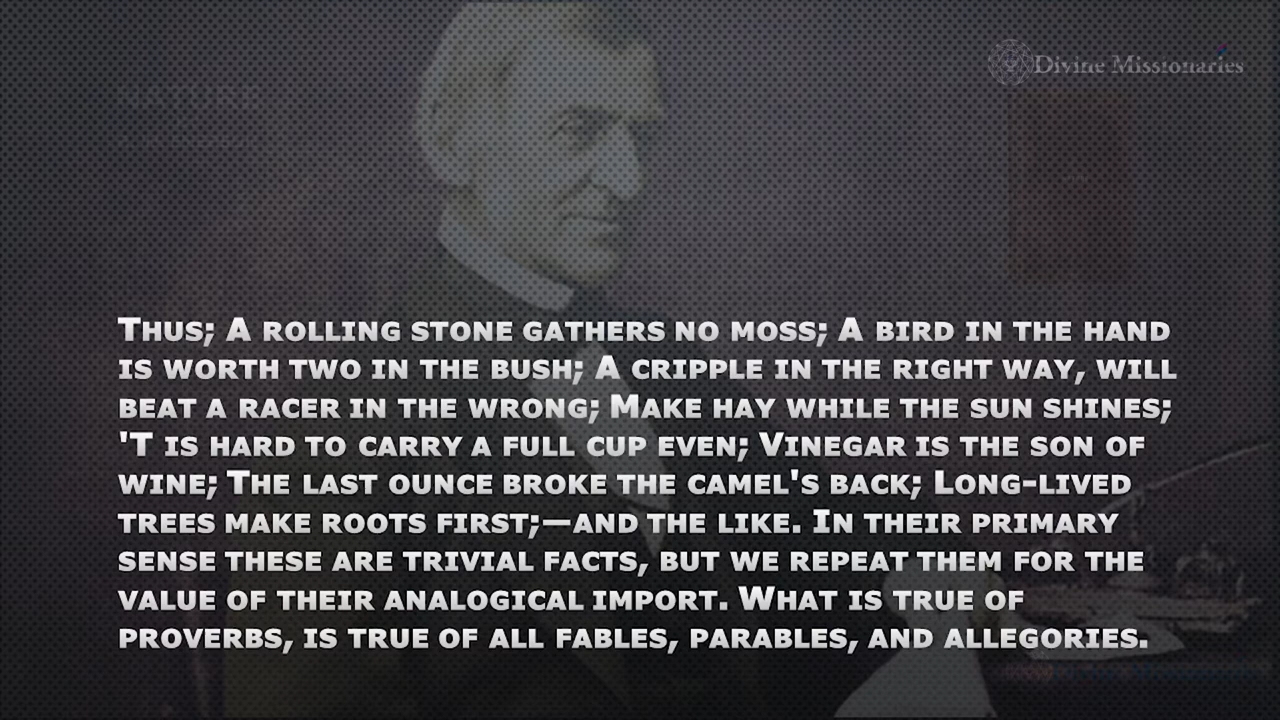 Divine Missionaries
Thus; A rolling stone gathers no moss; A bird in the hand
is worth two in the bush; A cripple in the right way, will
beat a racer in the wrong; Make hay while the sun shines;
'T is hard to carry a full cup even; Vinegar is the son of
wine; The last ounce broke the camel's back; Long-lived
trees make roots first;—and the like. In their primary
sense these are trivial facts, but we repeat them for the
value of their analogical import. What is true of
proverbs, is true of all fables, parables, and allegories.